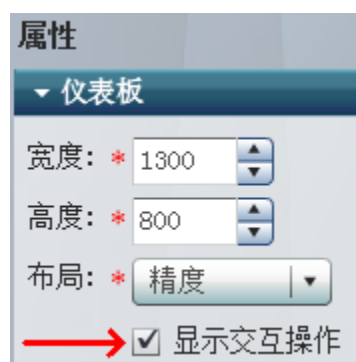 属性
仪表板
宽度: * 1300
高度: * 800
布局: * 精度
显示交互操作